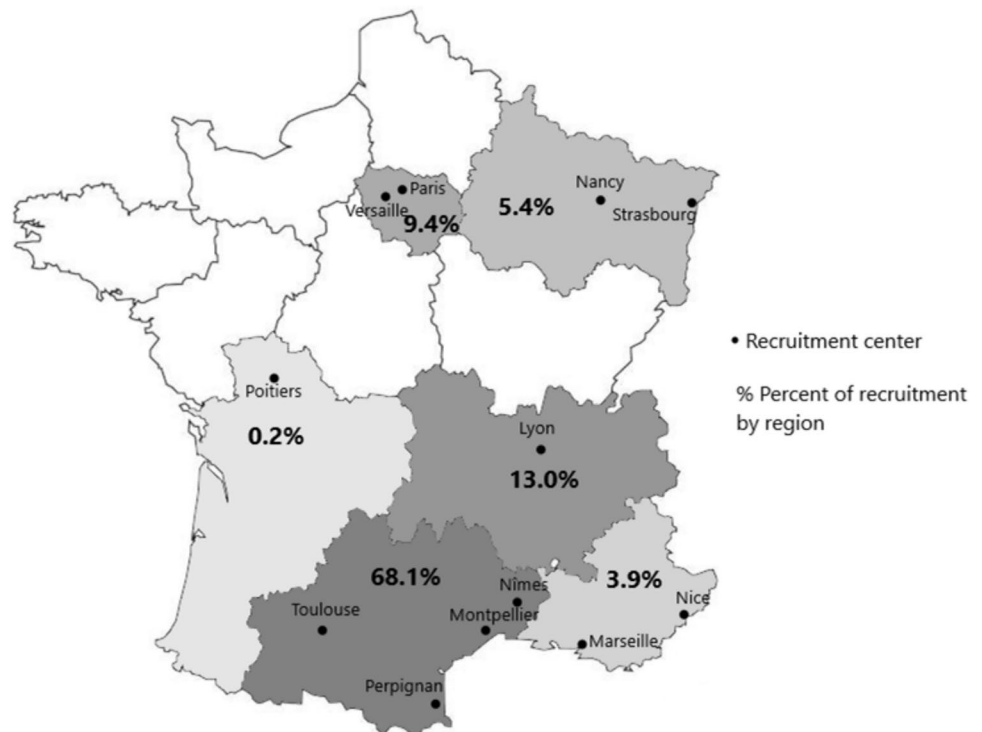 Paris
Versaille
9.4%
Nancy
5.4%
Strasbourg
• Recruitment center
% Percent of recruitment
by region
Poitiers
0.2%
Lyon
13.0%
68.1%
Nîmes
3.9%
Toulouse
Montpellier
Nice
Marseille
Perpignan